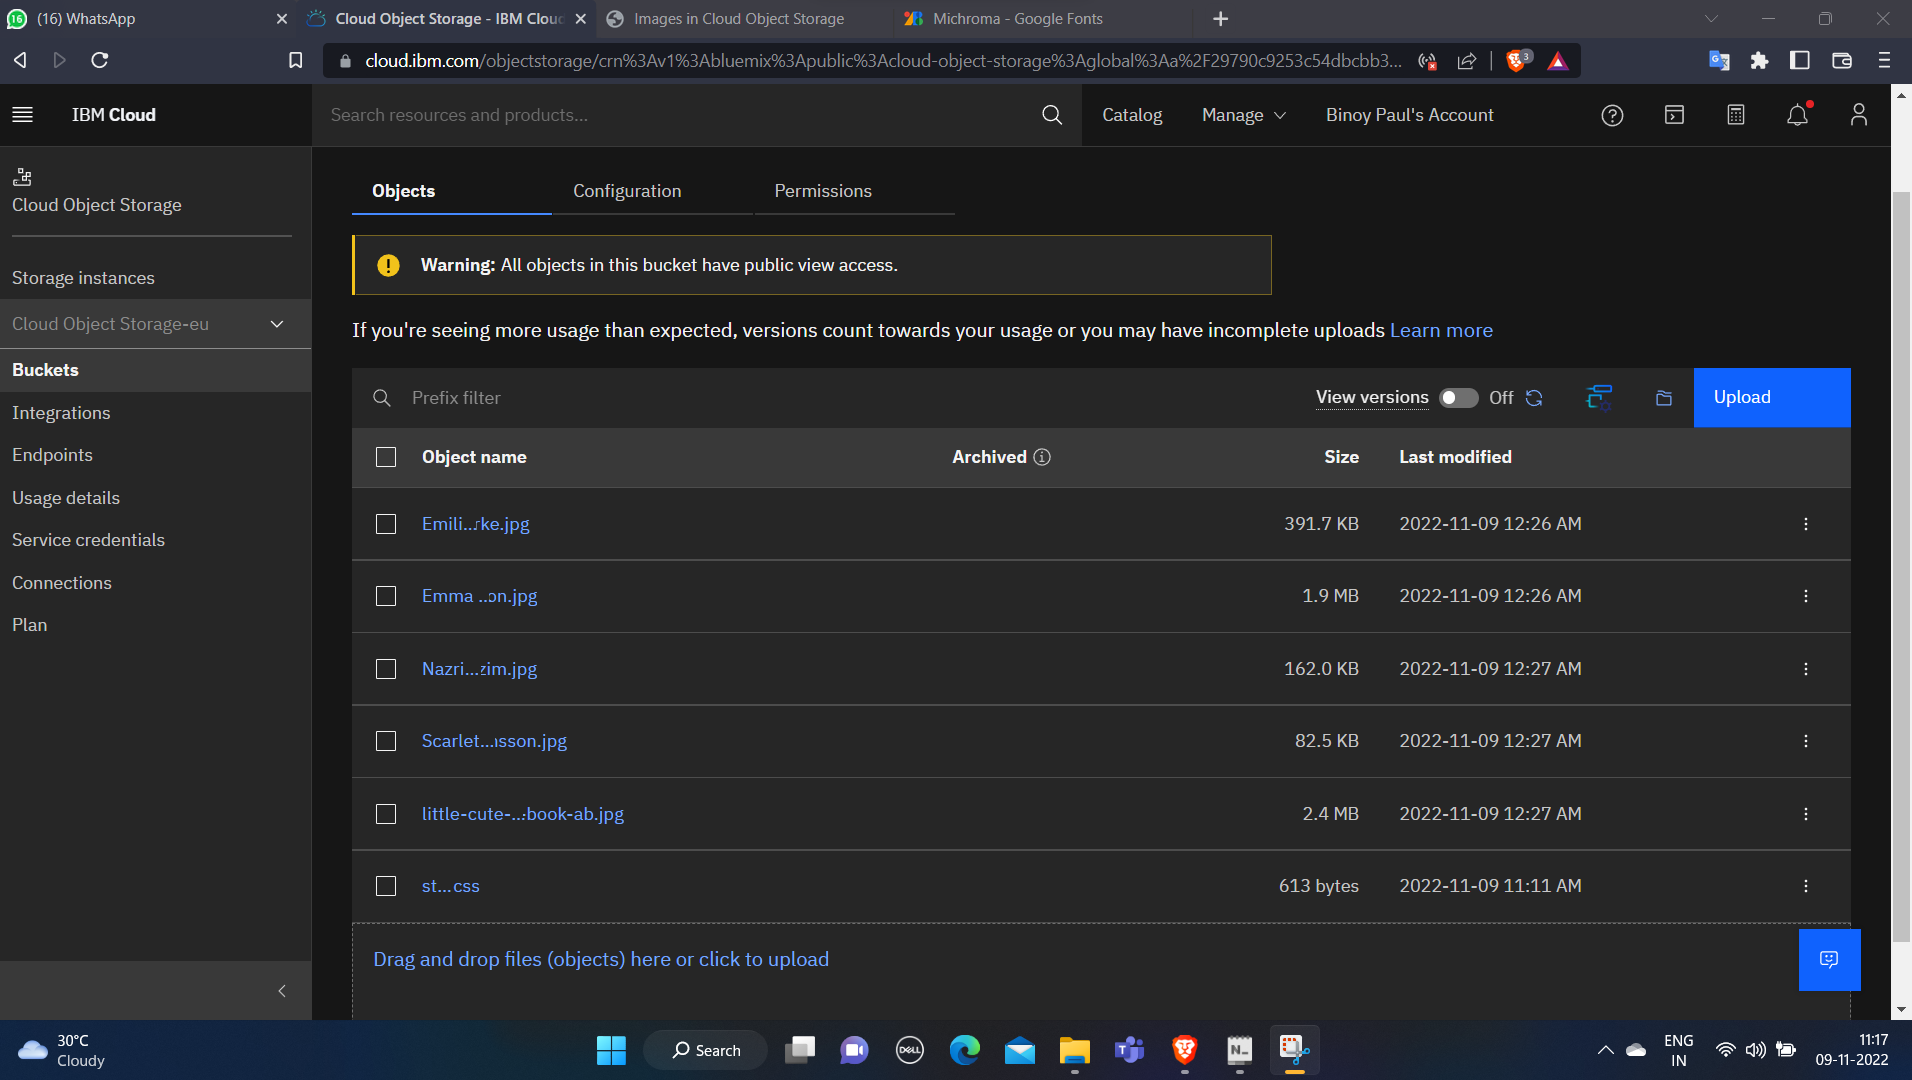 16
(16) WhatsApp
Cloud Object Storage - IBM Clou
Images in Cloud Object Storage
Michroma - Google Fonts
cloud.ibm.com/objectstorage/crn%3Av1%3Abluemix%3Apublic%3Acloud-object-storage%3Aglobal%3Aa%2F29790c9253c54dbcbb3...
3
IBM Cloud
Search resources and products...
Catalog
Manage
Binoy Paul's Account
Cloud Object Storage
Storage instances
Cloud Object Storage-eu
Buckets
Integrations
Endpoints
Usage details
Service credentials
Connections
Plan
Objects
Configuration
Permissions
Warning: All objects in this bucket have public view access.
If you're seeing more usage than expected, versions count towards your usage or you may have incomplete uploads Learn more
Prefix filter
View versions
Off
Upload
Object name
Archived
Size
Last modified
Emili...rke.jpg
391.7 KB
2022-11-09 12:26 AM
Emma ...on.jpg
1.9 MB
2022-11-09 12:26 AM
Nazri...zim.jpg
162.0 KB
2022-11-09 12:27 AM
Scarlet...nsson.jpg
82.5 KB
2022-11-09 12:27 AM
little-cute-...-book-ab.jpg
2.4 MB
2022-11-09 12:27 AM
st...css
613 bytes
2022-11-09 11:11 AM
Drag and drop files (objects) here or click to upload
30°C
Cloudy
Search
DELL
ENG
IN
11:17
09-11-2022